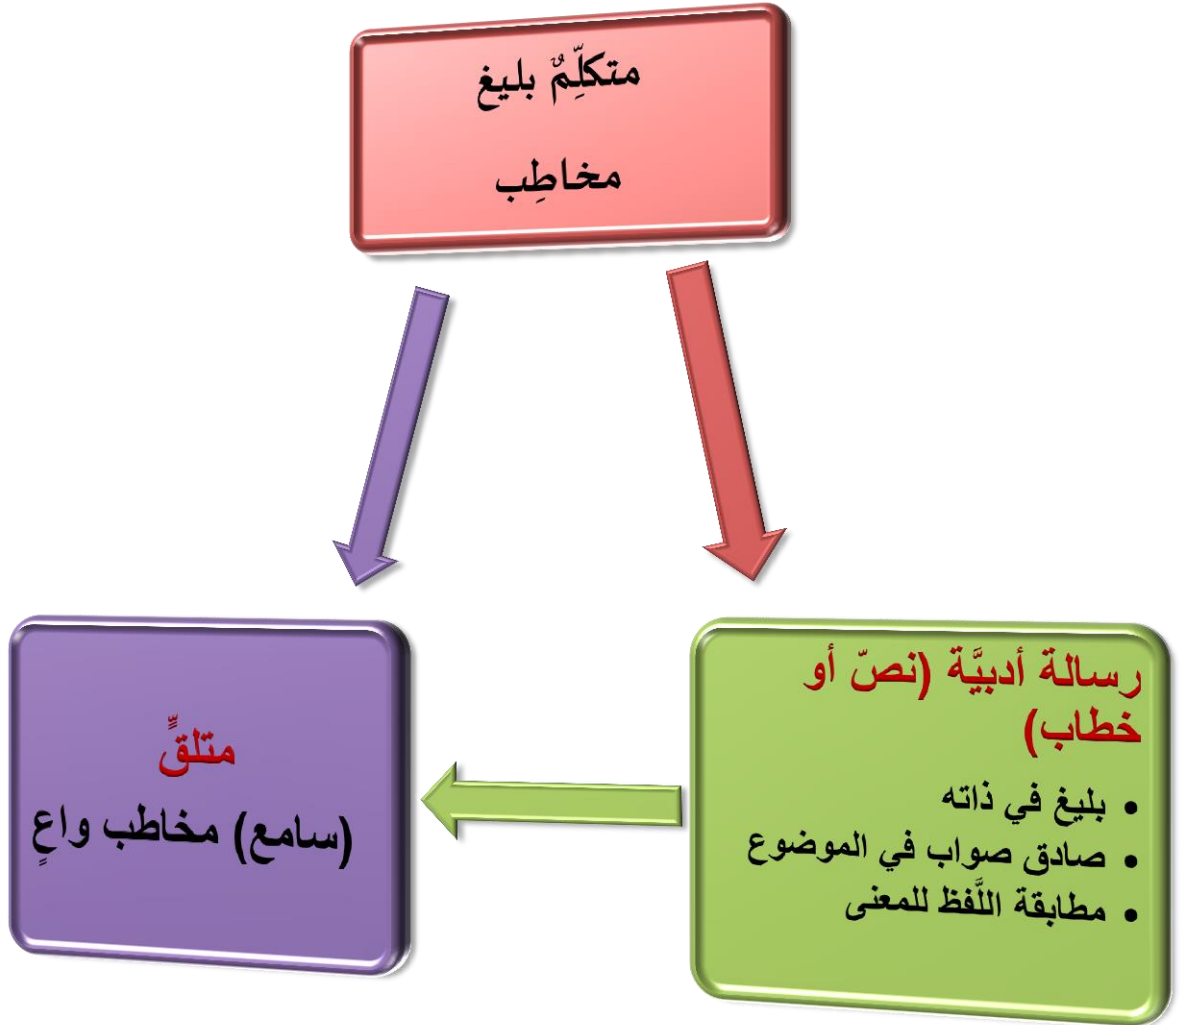 متكلِّمٌ بليغ
مخاطِب
رسالة أدبيَّة (نصّ أو
خطاب)
• بليغ في ذاته
• صادق صواب في الموضوع
• مطابقة اللَّفظ للمعنى
متلقٍّ
(سامع) مخاطب واعٍ